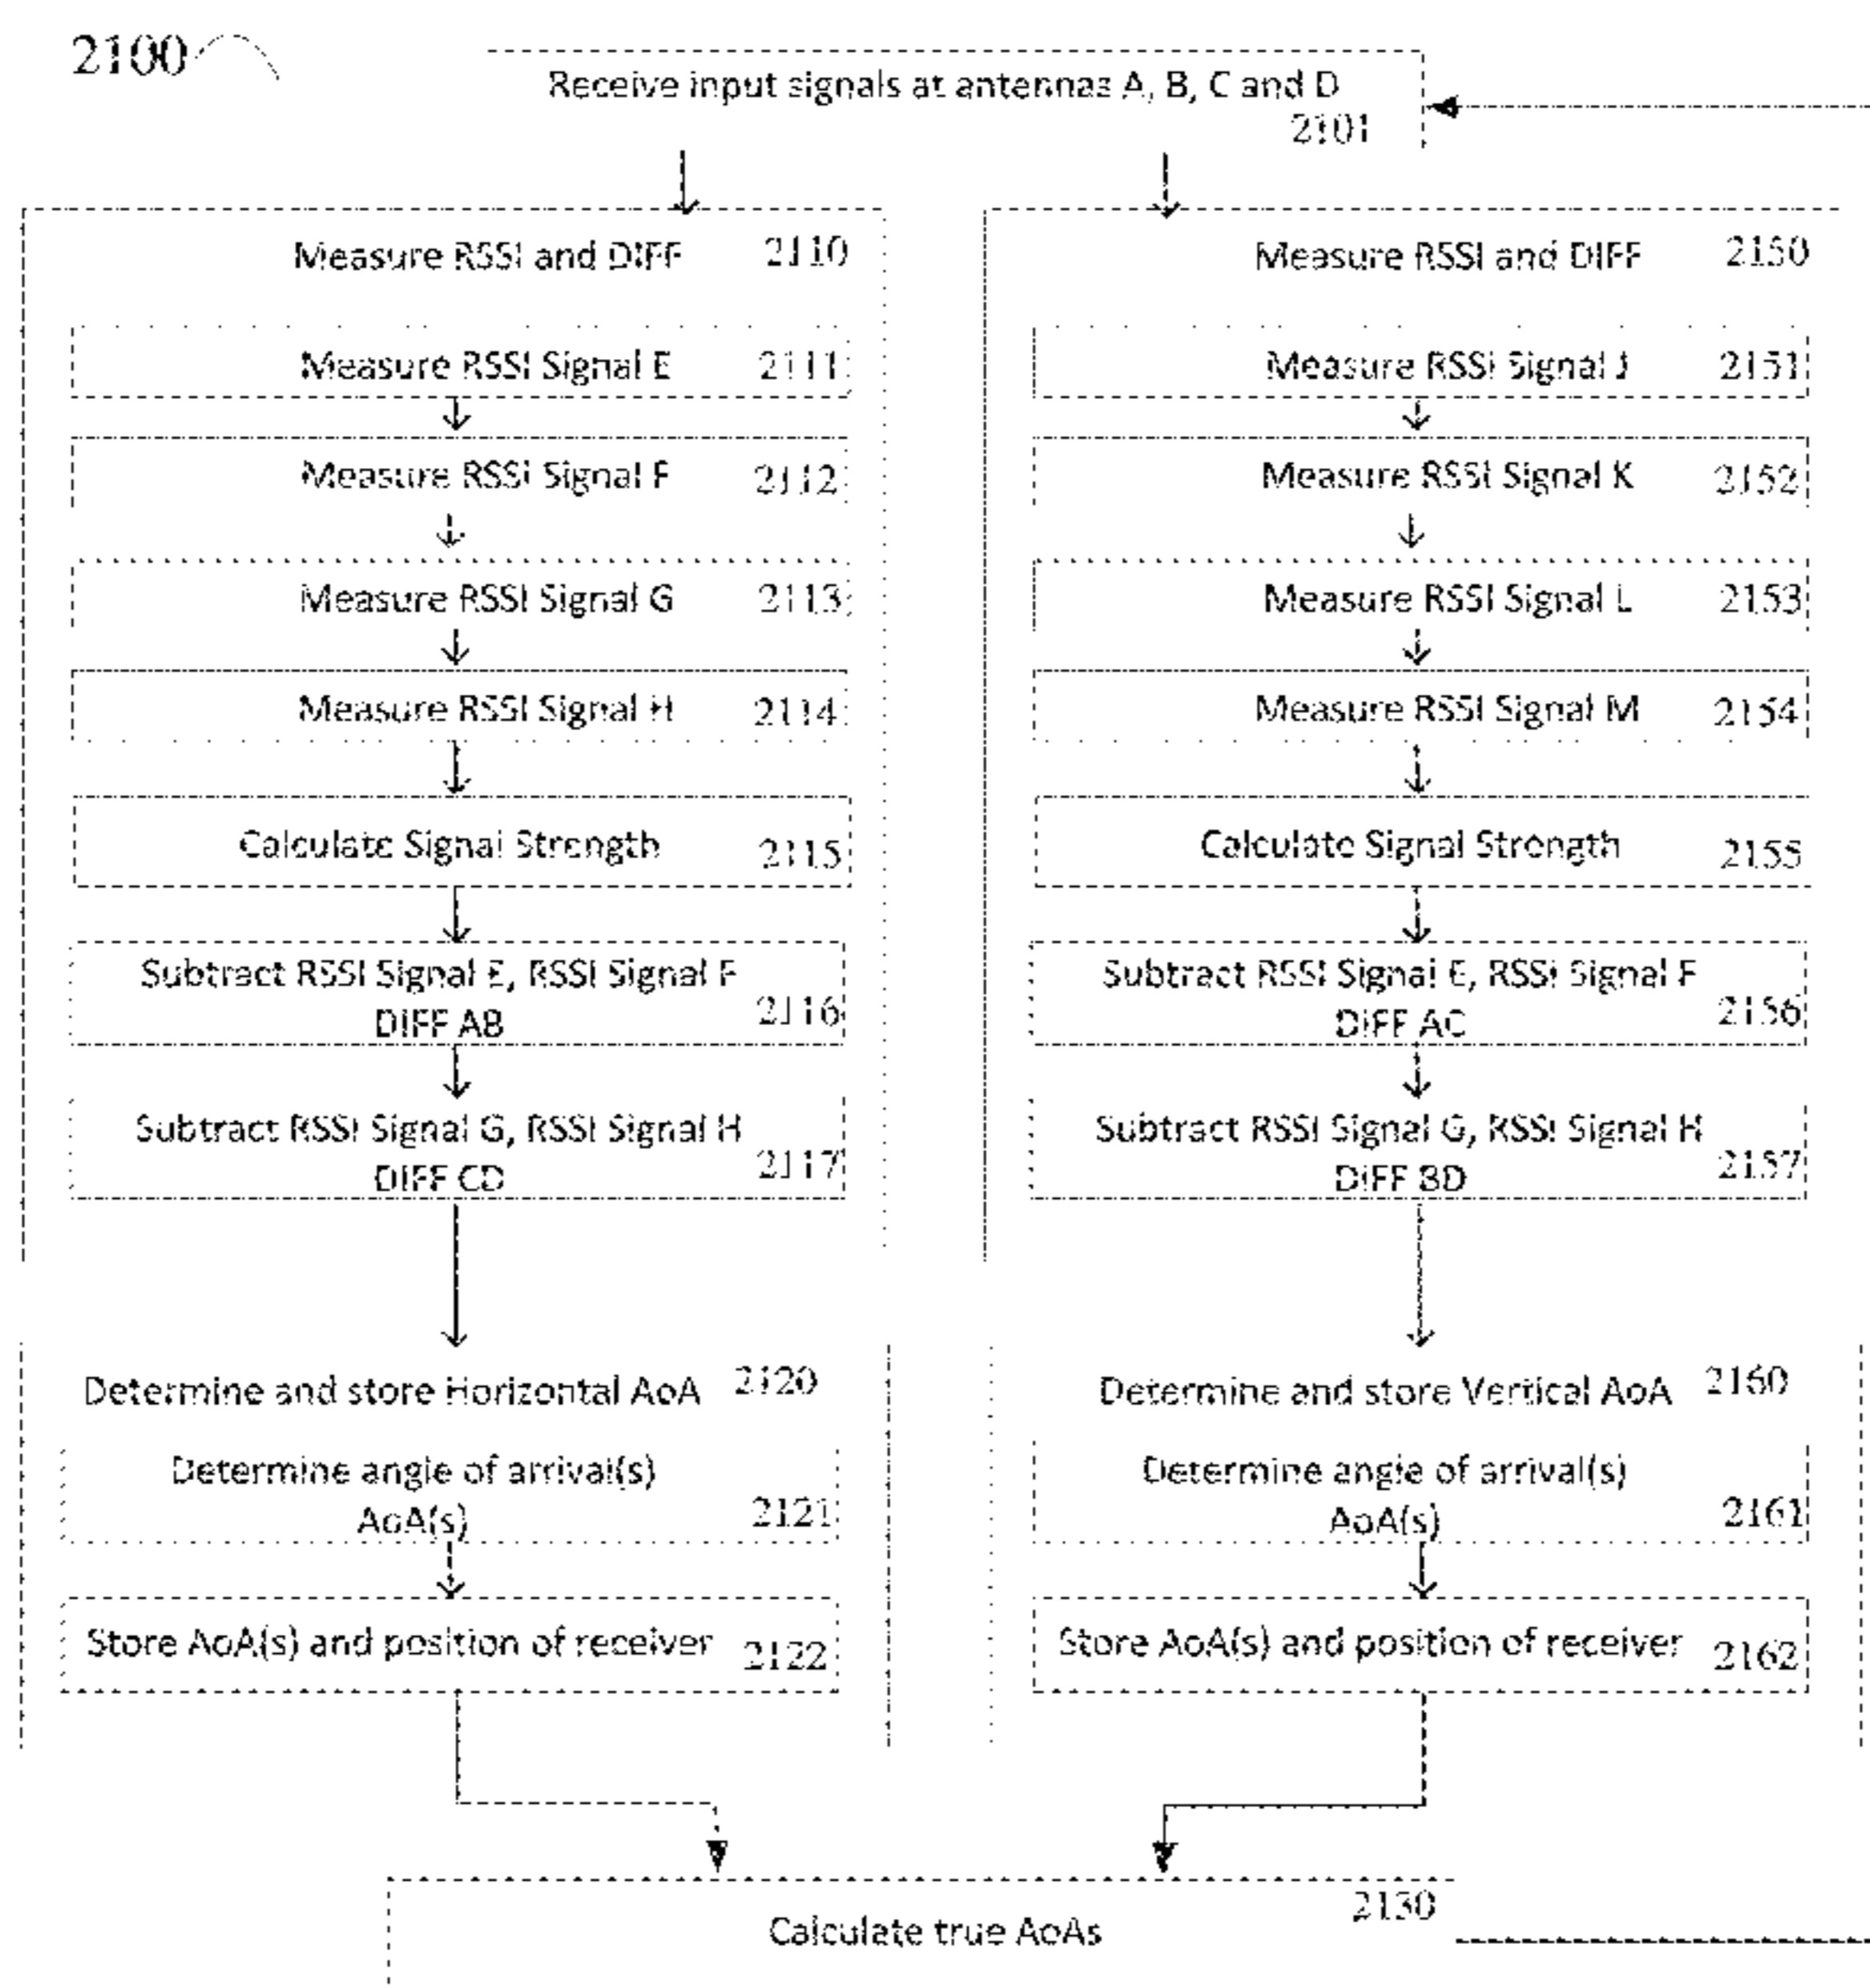 2100
Receive input signals at antennas A, B, C and D
2101
Measure RSSI and DIFF 2110
Measure RSSI Signal E 2111
Measure RSSI Signal F 2112
Measure RSSI Signal G 2113
Measure RSSI Signal H 2114
Calculate Signal Strength 2115
Subtract RSSI Signal E, RSSI Signal F
DIFF AB 2116
Subtract RSSI Signal G, RSSI Signal H
DIFF CD 2117
Determine and store Horizontal AoA 2120
Determine angle of arrival(s)
AoA(s) 2121
Store AoA(s) and position of receiver 2122
Measure RSSI and DIFF 2150
Measure RSSI Signal J 2151
Measure RSSI Signal K 2152
Measure RSSI Signal L 2153
Measure RSSI Signal M 2154
Calculate Signal Strength 2155
Subtract RSSI Signal E, RSSI Signal F
DIFF AC 2156
Subtract RSSI Signal G, RSSI Signal H
DIFF BD 2157
Determine and store Vertical AoA 2160
Determine angle of arrival(s)
AoA(s) 2161
Store AoA(s) and position of receiver 2162
2130
Calculate true AoAs